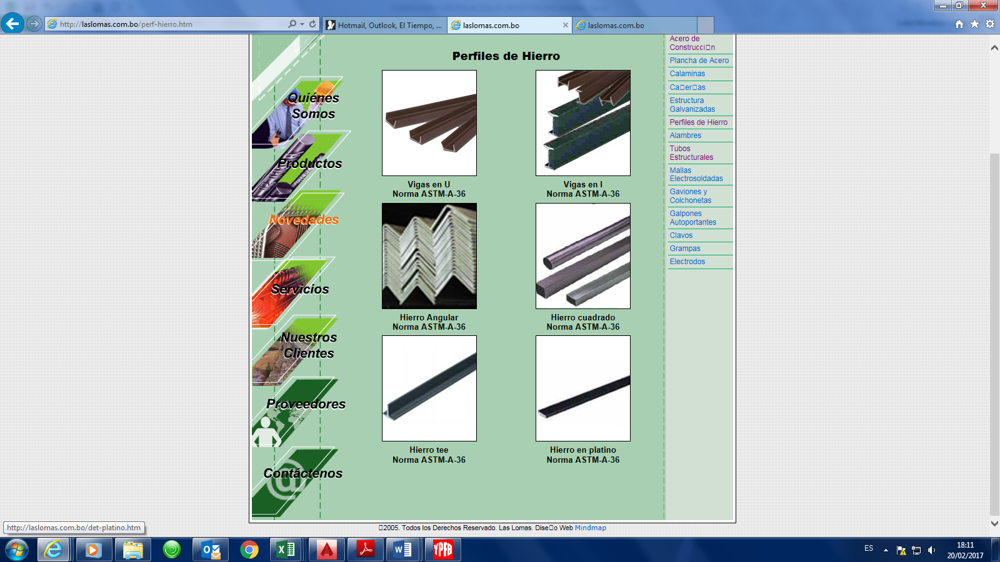 http://laslomas.com.bo/perf-hierro.htm
Hotmail, Outlook, El Tiempo, ...
laslomas.com.bo
laslomas.com.bo
Quiénes
Somos
Productos
Novedades
Servicios
Nuestros
Clientes
Proveedores
Contáctenos
Perfiles de Hierro
Vigas en U
Norma ASTM-A-36
Vigas en I
Norma ASTM-A-36
Hierro Angular
Norma ASTM-A-36
Hierro cuadrado
Norma ASTM-A-36
Hierro tee
Norma ASTM-A-36
Hierro en platino
Norma ASTM-A-36
Acero de
Construcci□n
Plancha de Acero
Calaminas
Ca□er□as
Estructura
Galvanizadas
Perfiles de Hierro
Alambres
Tubos
Estructurales
Mallas
Electrosoldadas
Gaviones y
Colchonetas
Galpones
Autoportantes
Clavos
Grampas
Electrodos
http://laslomas.com.bo/det-platino.htm
□2005. Todos los Derechos Reservado. Las Lomas. Dise□o Web Mindmap
YPFB
ES
18:11
20/02/2017